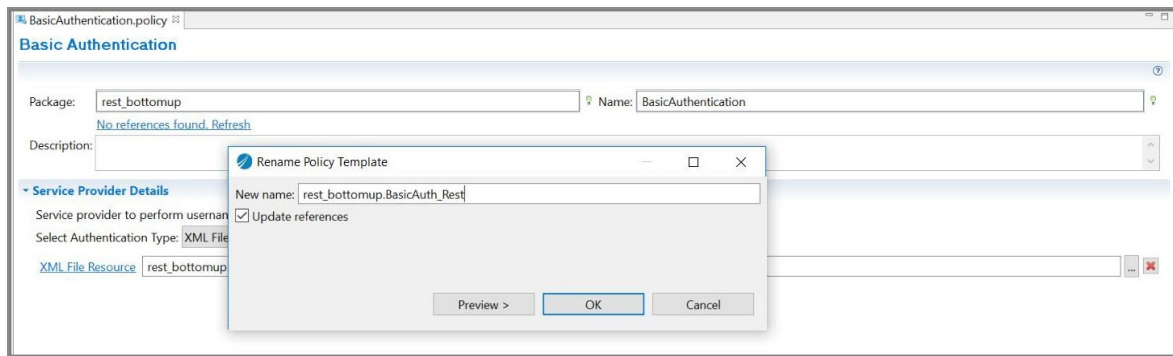 BasicAuthentication.policy
Basic Authentication
Package: rest_bottomup Name: BasicAuthentication
No references found. Refresh
Description:
Rename Policy Template
New name: rest_bottomup.BasicAuth_Rest
Update references
Preview > OK Cancel
Service Provider Details
Service provider to perform
Select Authentication Type: XML File
XML File Resource rest_bottomup
...